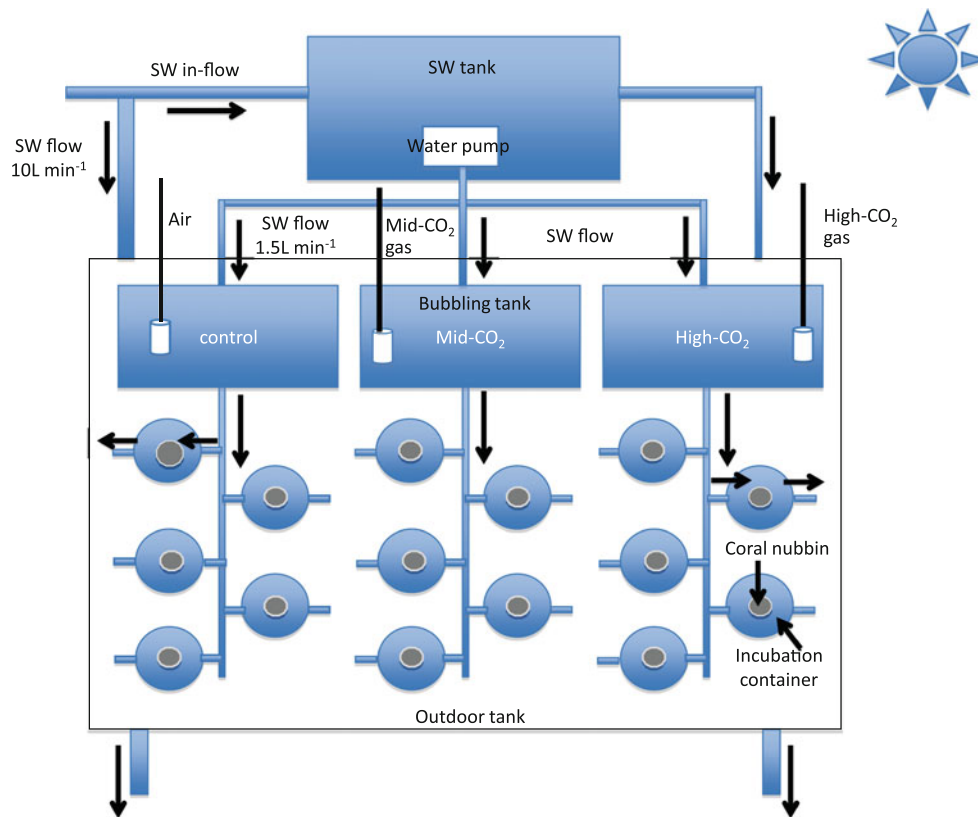 SW in-flow
SW tank
SW flow
10L min⁻¹
Water pump
Air
SW flow
1.5L min⁻¹
Mid-CO₂
gas
SW flow
High-CO₂
gas
Bubbling tank
control
Mid-CO₂
High-CO₂
Coral nubbin
Incubation
container
Outdoor tank